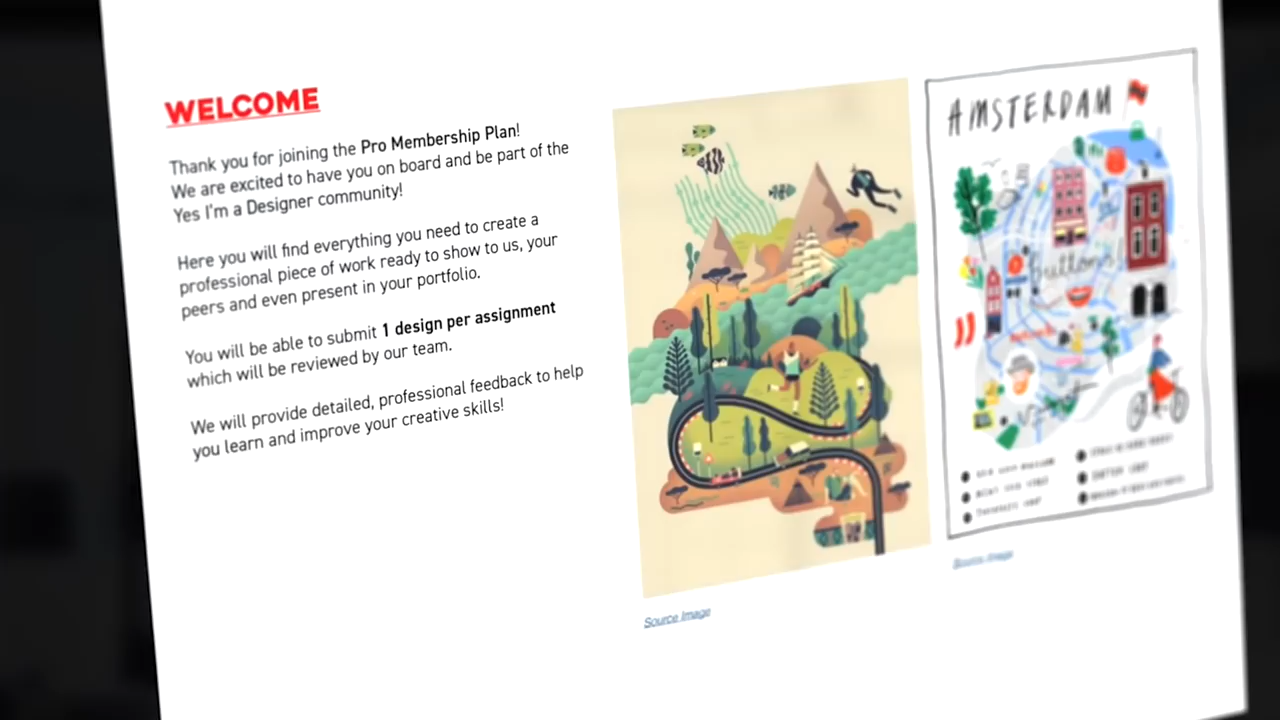 WELCOME
Thank you for joining the Pro Membership Plan!
We are excited to have you on board and be part of the
Yes I'm a Designer community!
Here you will find everything you need to create a
professional piece of work ready to show to us, your
peers and even present in your portfolio.
You will be able to submit 1 design per assignment
which will be reviewed by our team.
We will provide detailed, professional feedback to help
you learn and improve your creative skills!
Source Image
AMSTERDAM
Source Image